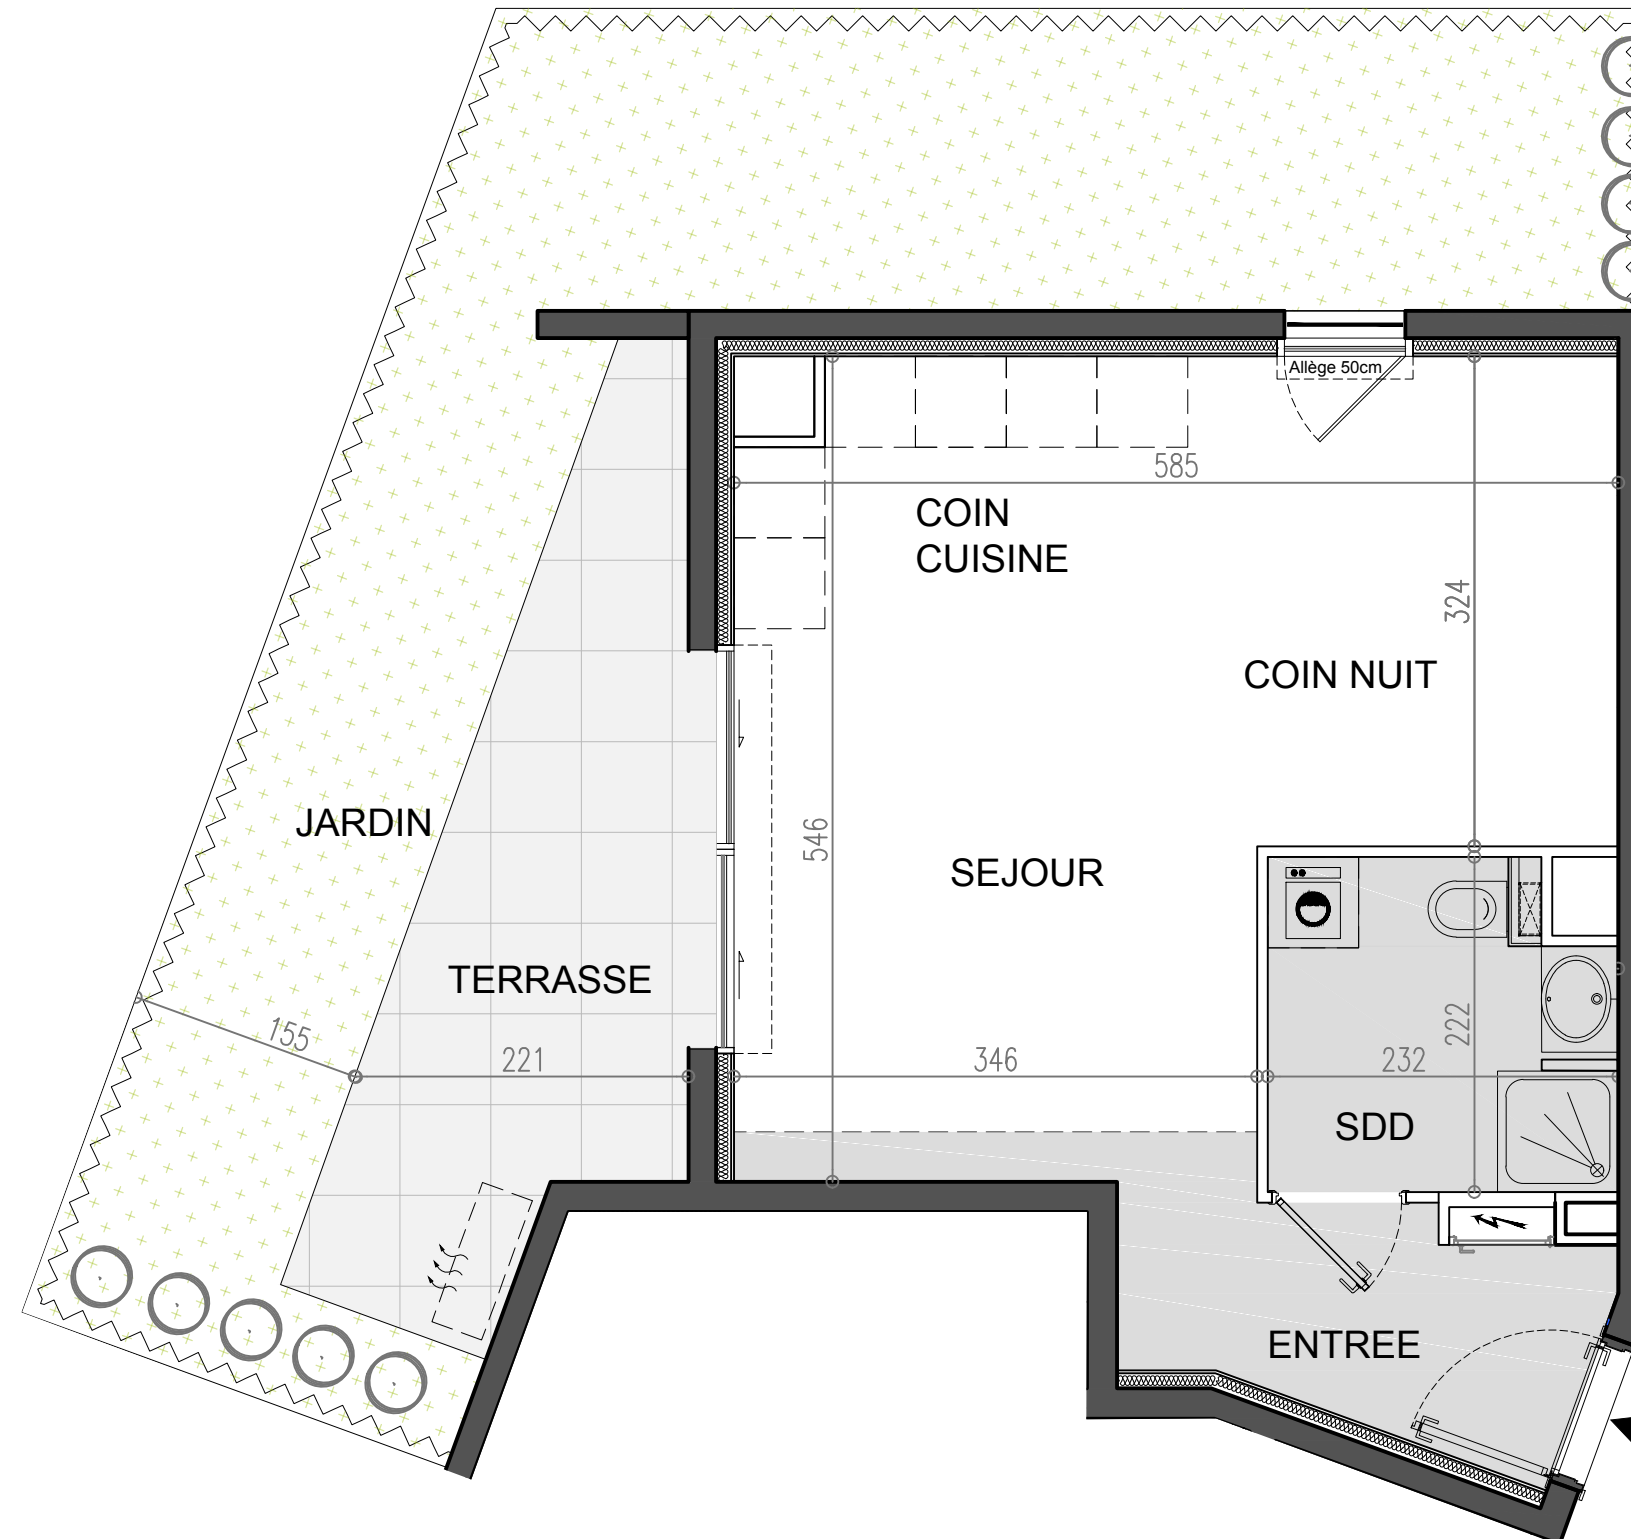 Allège 50cm
585
COIN
CUISINE
324
COIN NUIT
JARDIN
546
SEJOUR
TERRASSE
155
221
346
222
232
SDD
ENTREE